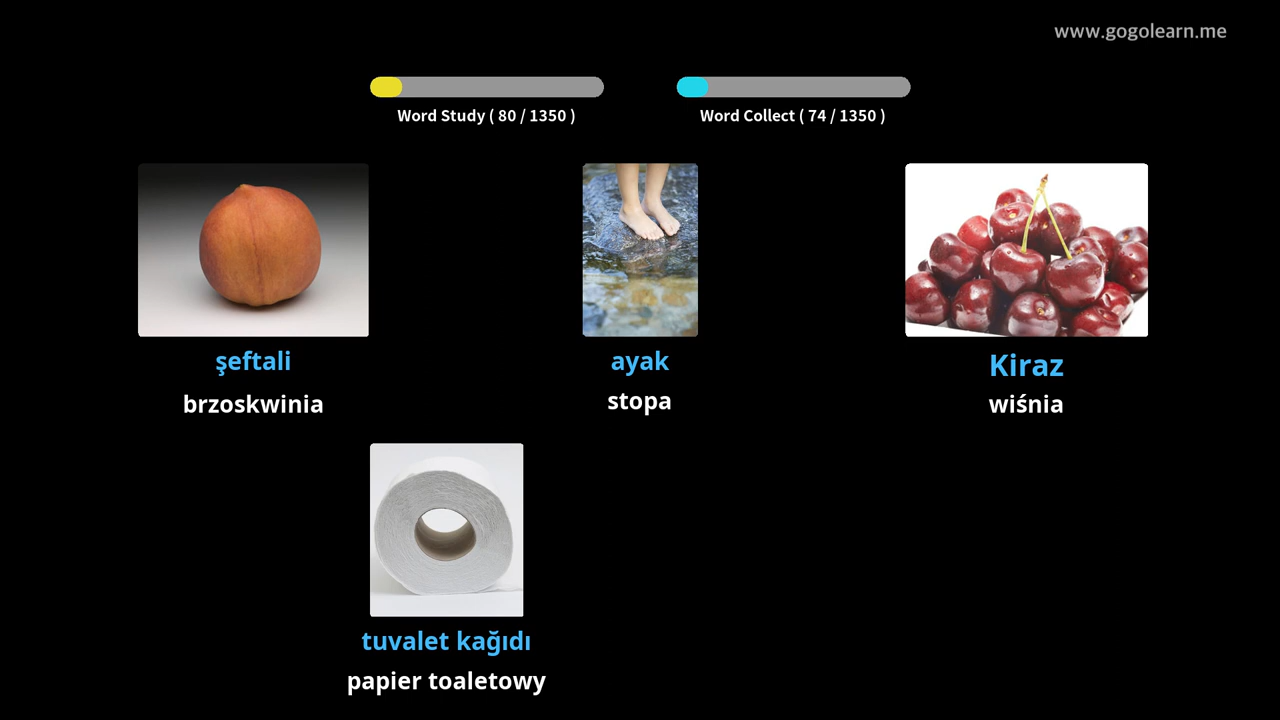 www.gogolearn.me
Word Study ( 80 / 1350 )
Word Collect ( 74 / 1350 )
şeftali
ayak
Kiraz
brzoskwinia
stopa
wiśnia
tuvalet kağıdı
papier toaletowy